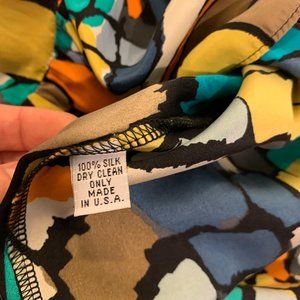 100% SILK
DRY CLEAN
ONLY
MADE
IN U.S.A.